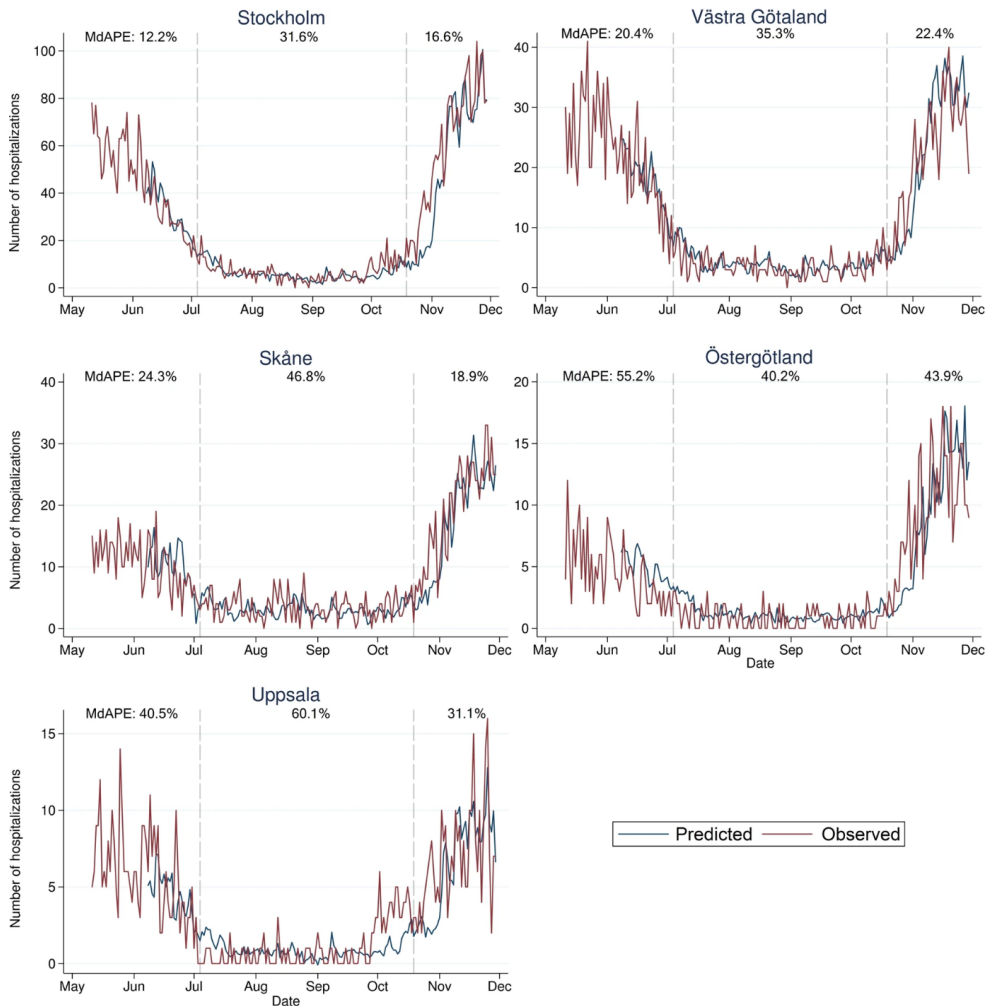 Stockholm
MdAPE: 12.2% 31.6% 16.6%
100
80
60
40
20
0
Number of hospitalizations
May Jun Jul Aug Sep Oct Nov Dec
Västra Götaland
MdAPE: 20.4% 35.3% 22.4%
40
30
20
10
0
May Jun Jul Aug Sep Oct Nov Dec
Skåne
MdAPE: 24.3% 46.8% 18.9%
40
30
20
10
0
Number of hospitalizations
May Jun Jul Aug Sep Oct Nov Dec
Östergötland
MdAPE: 55.2% 40.2% 43.9%
20
15
10
5
0
May Jun Jul Aug Sep Oct Nov Dec
Date
Uppsala
MdAPE: 40.5% 60.1% 31.1%
15
10
5
0
Number of hospitalizations
May Jun Jul Aug Sep Oct Nov Dec
Date
Predicted Observed